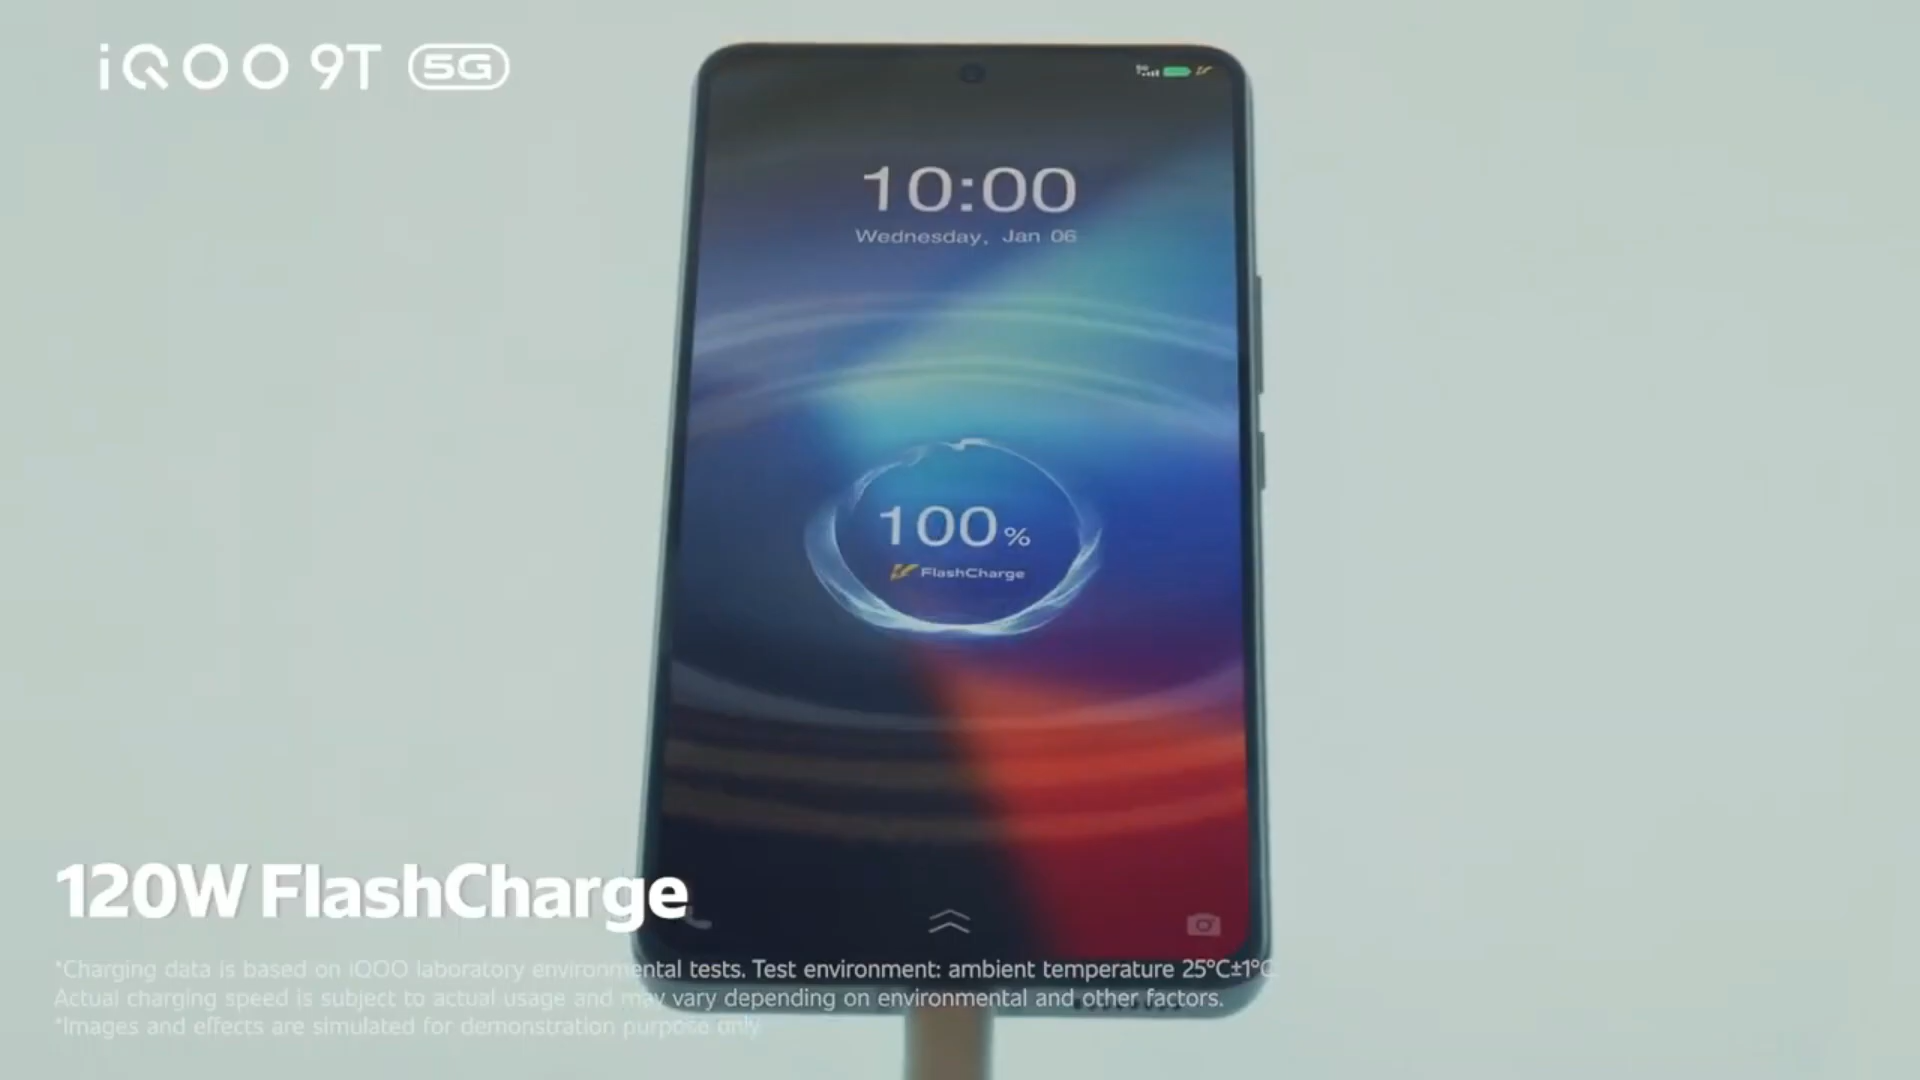 iQOO 9T 5G
5G
10:00
Wednesday, Jan 06
100%
FlashCharge
120W FlashCharge
*Charging data is based on iQOO laboratory environmental tests. Test environment: ambient temperature 25°C±1°C.
Actual charging speed is subject to actual usage and may vary depending on environmental and other factors.
*Images and effects are simulated for demonstration purpose only.